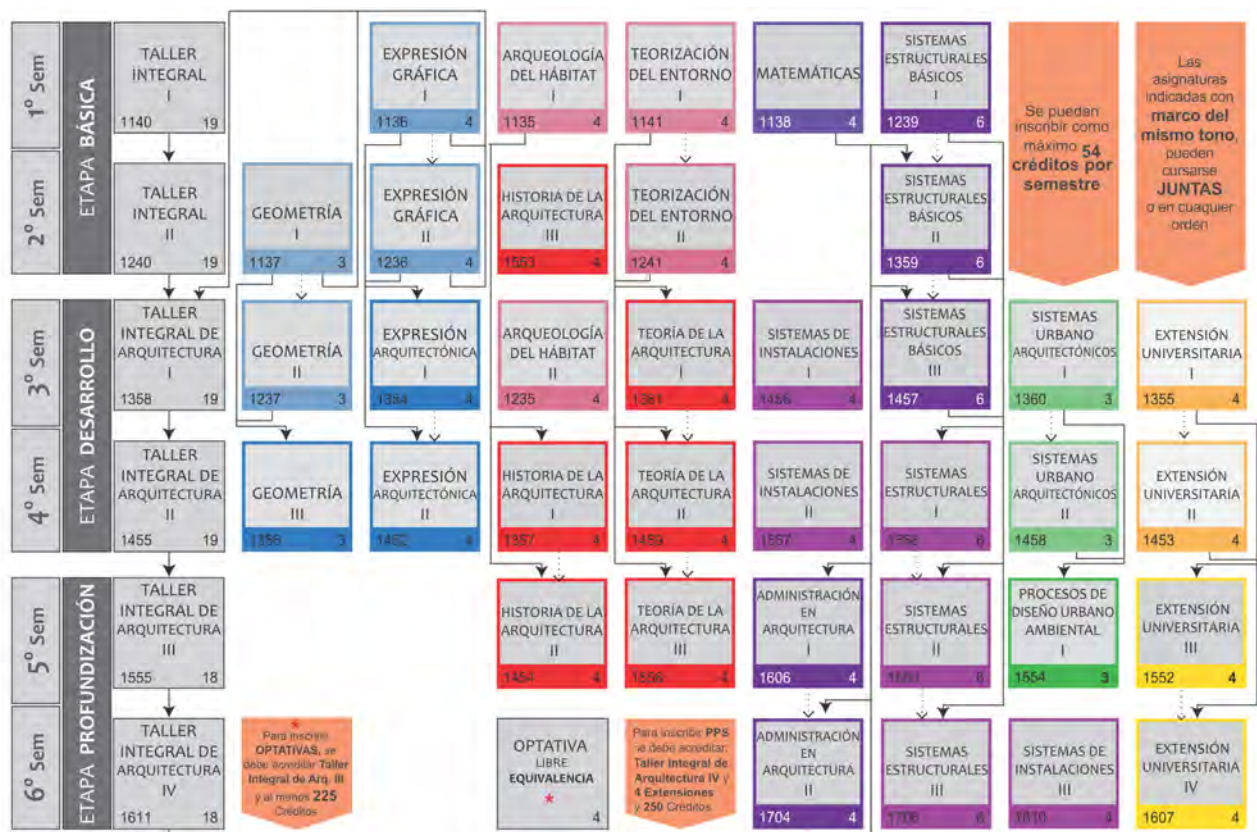 1º Sem
ETAPA BÁSICA
TALLER
INTEGRAL
I
1140 19
EXPRESIÓN
GRÁFICA
I
1136 4
ARQUEOLOGÍA
DEL HÁBITAT
I
1135 4
TEORIZACIÓN
DEL ENTORNO
I
1141 4
MATEMÁTICAS
1138 4
SISTEMAS
ESTRUCTURALES
BÁSICOS
I
1239 6
Se pueden
inscribir como
máximo 54
créditos por
semestre
Las
asignaturas
indicadas con
marco del
mismo tono,
pueden
cursarse
JUNTAS
o en cuaquier
orden
2º Sem
TALLER
INTEGRAL
II
1240 19
GEOMETRÍA
I
1137 3
EXPRESIÓN
GRÁFICA
II
1236 4
HISTORIA DE LA
ARQUITECTURA
III
1553 4
TEORIZACIÓN
DEL ENTORNO
II
1241 4
SISTEMAS
ESTRUCTURALES
BÁSICOS
II
1359 6
3º Sem
ETAPA DESARROLLO
TALLER
INTEGRAL DE
ARQUITECTURA
I
1358 19
GEOMETRÍA
II
1237 3
EXPRESIÓN
ARQUITECTÓNICA
I
1354 4
ARQUEOLOGÍA
DEL HÁBITAT
II
1235 4
TEORÍA DE LA
ARQUITECTURA
I
1361 4
SISTEMAS DE
INSTALACIONES
I
1456 4
SISTEMAS
ESTRUCTURALES
BÁSICOS
III
1457 6
SISTEMAS
URBANO
ARQUITECTÓNICOS
I
1360 3
EXTENSIÓN
UNIVERSITARIA
I
1355 4
4º Sem
TALLER
INTEGRAL DE
ARQUITECTURA
II
1455 19
GEOMETRÍA
III
1356 3
EXPRESIÓN
ARQUITECTÓNICA
II
1452 4
HISTORIA DE LA
ARQUITECTURA
I
1357 4
TEORÍA DE LA
ARQUITECTURA
II
1459 4
SISTEMAS DE
INSTALACIONES
II
1557 4
SISTEMAS
ESTRUCTURALES
I
1558 6
SISTEMAS
URBANO
ARQUITECTÓNICOS
II
1458 3
EXTENSIÓN
UNIVERSITARIA
II
1453 4
5º Sem
ETAPA PROFUNDIZACIÓN
TALLER
INTEGRAL DE
ARQUITECTURA
III
1555 18
HISTORIA DE LA
ARQUITECTURA
II
1454 4
TEORÍA DE LA
ARQUITECTURA
III
1556 4
ADMINISTRACIÓN
EN
ARQUITECTURA
I
1606 4
SISTEMAS
ESTRUCTURALES
II
6
PROCESOS DE
DISEÑO URBANO
AMBIENTAL
I
1554 3
EXTENSIÓN
UNIVERSITARIA
III
1552 4
6º Sem
TALLER
INTEGRAL DE
ARQUITECTURA
IV
1611 18
*
Para inscribir
OPTATIVAS, se
debe acreditar Taller
Integral de Arq. III
y al menos 225
Créditos
OPTATIVA
LIBRE
EQUIVALENCIA
*
4
Para inscribir PPS
se debe acreditar:
Taller Integral de
Arquitectura IV y
4 Extensiones
y 250 Créditos
ADMINISTRACIÓN
EN
ARQUITECTURA
II
1704 4
SISTEMAS
ESTRUCTURALES
III
6
SISTEMAS DE
INSTALACIONES
III
1610 4
EXTENSIÓN
UNIVERSITARIA
IV
1607 4